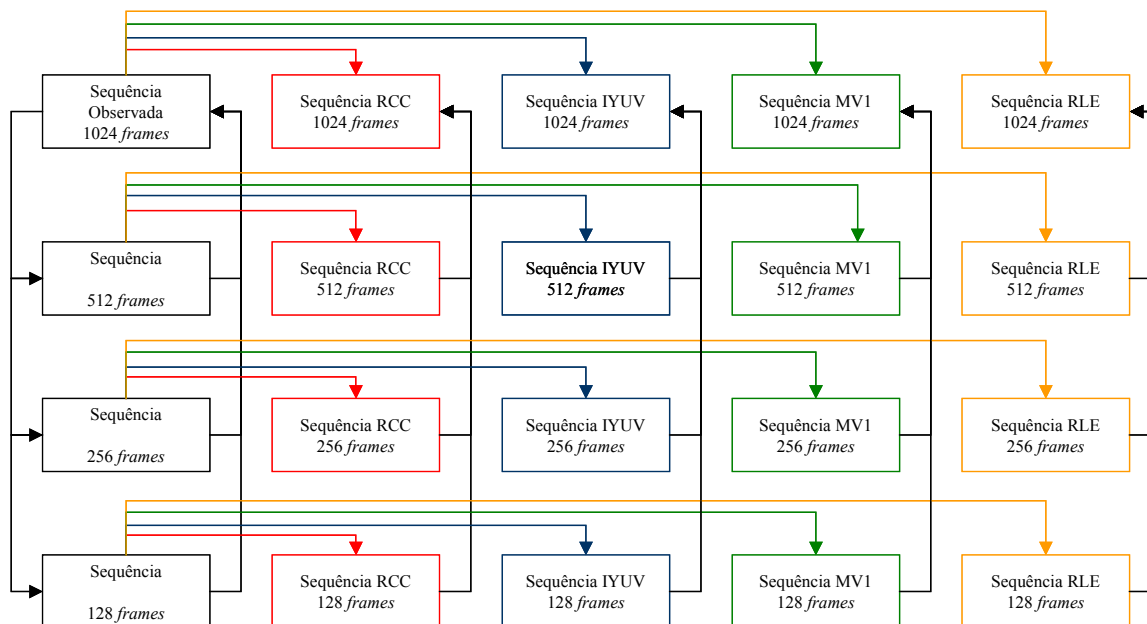 Sequência
Observada
1024 frames
Sequência RCC
1024 frames
Sequência IYUV
1024 frames
Sequência MV1
1024 frames
Sequência RLE
1024 frames
Sequência
512 frames
Sequência RCC
512 frames
Sequência IYUV
512 frames
Sequência MV1
512 frames
Sequência RLE
512 frames
Sequência
256 frames
Sequência RCC
256 frames
Sequência IYUV
256 frames
Sequência MV1
256 frames
Sequência RLE
256 frames
Sequência
128 frames
Sequência RCC
128 frames
Sequência IYUV
128 frames
Sequência MV1
128 frames
Sequência RLE
128 frames